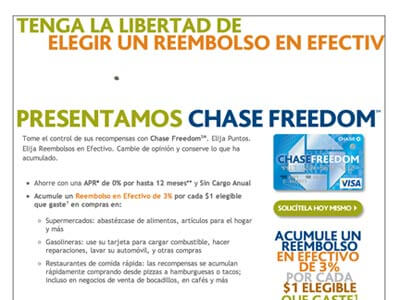 TENGA LA LIBERTAD DE
ELEGIR UN REEMBOLSO EN EFECTIV
PRESENTAMOS CHASE FREEDOM℠
Tome el control de sus recompensas con Chase Freedom℠. Elija Puntos.
Elija Reembolsos en Efectivo. Cambie de opinión y conserve lo que ha
acumulado.
• Ahorre con una APR* de 0% por hasta 12 meses** y Sin Cargo Anual
• Acumule un Reembolso en Efectivo de 3% por cada $1 elegible
que gaste† en compras en:
Supermercados: abastézcase de alimentos, artículos para el hogar
y más
Gasolineras: use su tarjeta para cargar combustible, hacer
reparaciones, lavar su automóvil, y otras compras
Restaurantes de comida rápida: las recompensas se acumulan
rápidamente comprando desde pizzas a hamburguesas o tacos;
incluso en negocios de venta de bocadillos, en cafés y más
CHASE
CHASE FREEDOM
VISA
SOLICÍTELA HOY MISMO
ACUMULE UN
REEMBOLSO
EN EFECTIVO
DE 3%
POR CADA
$1 ELEGIBLE
QUE GASTE†